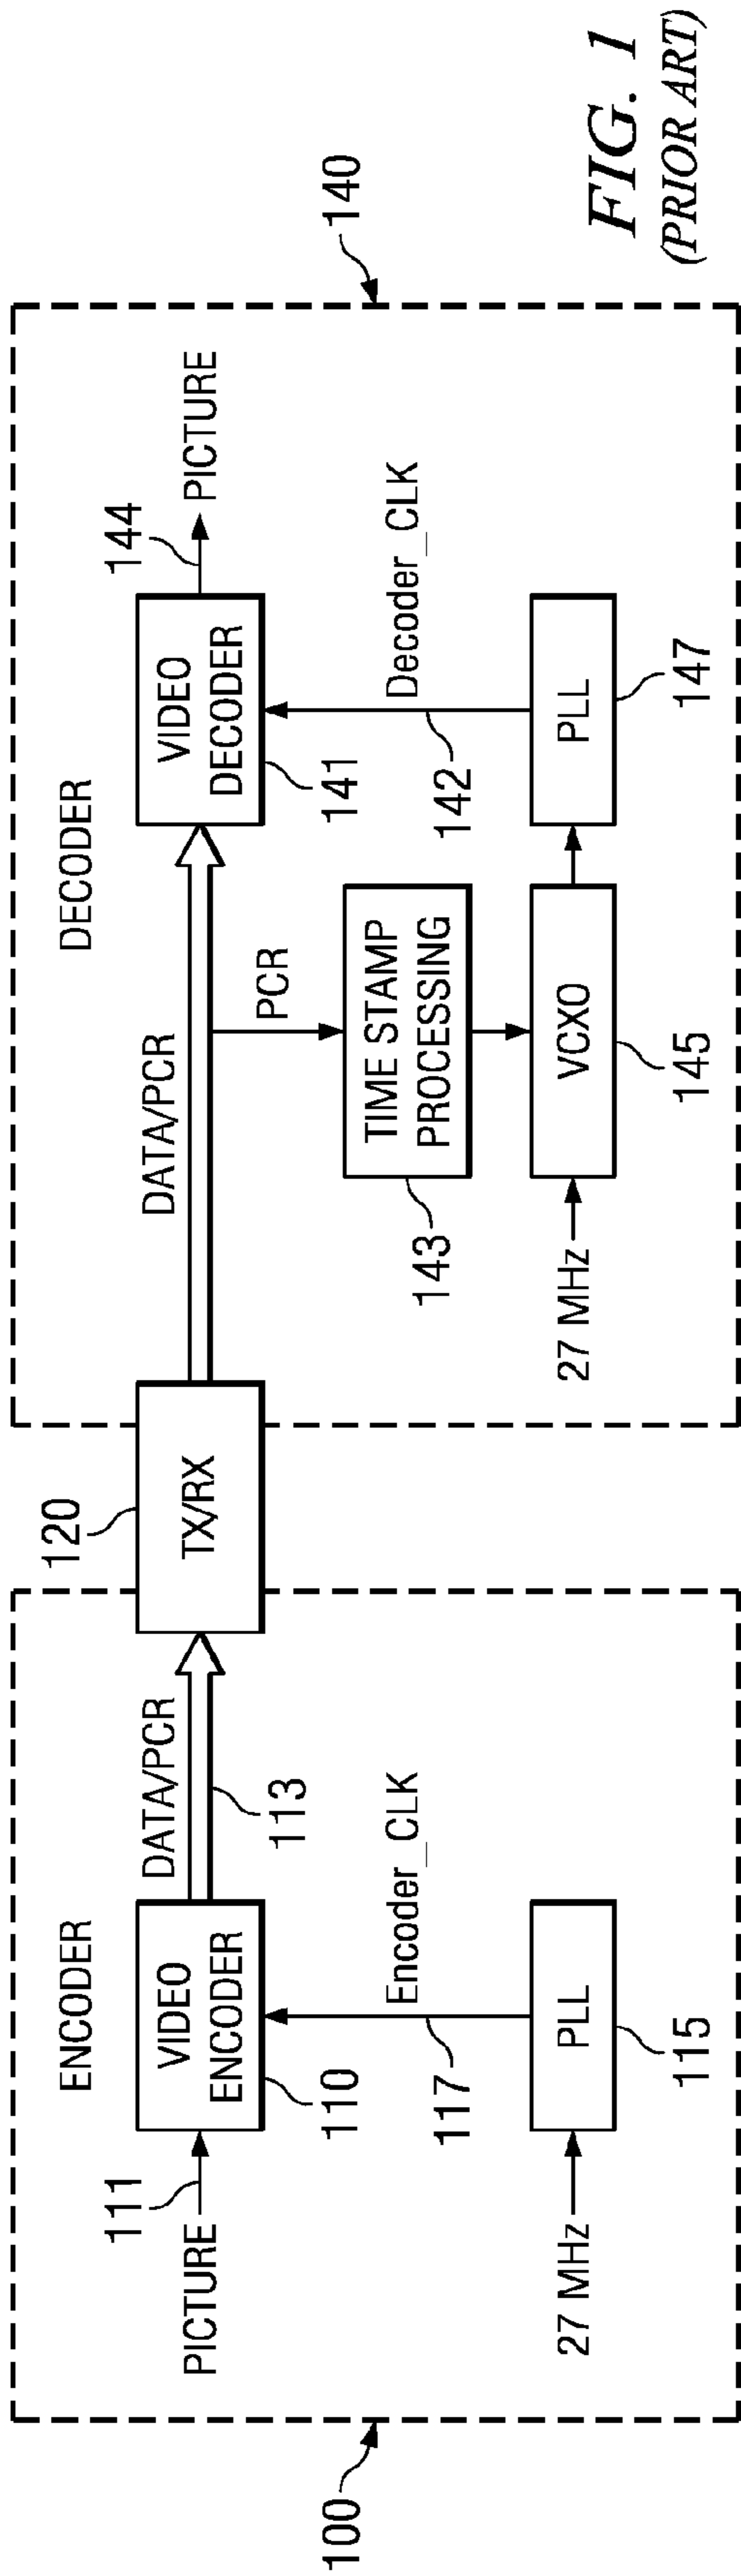 ENCODER
PICTURE
111
VIDEO
ENCODER
110
DATA/PCR
113
Encoder_CLK
117
27 MHz
PLL
115
100
120
TX/RX
DECODER
DATA/PCR
PCR
VIDEO
DECODER
141
144
PICTURE
Decoder_CLK
142
TIME STAMP
PROCESSING
143
27 MHz
VCXO
145
PLL
147
140
FIG. 1
(PRIOR ART)